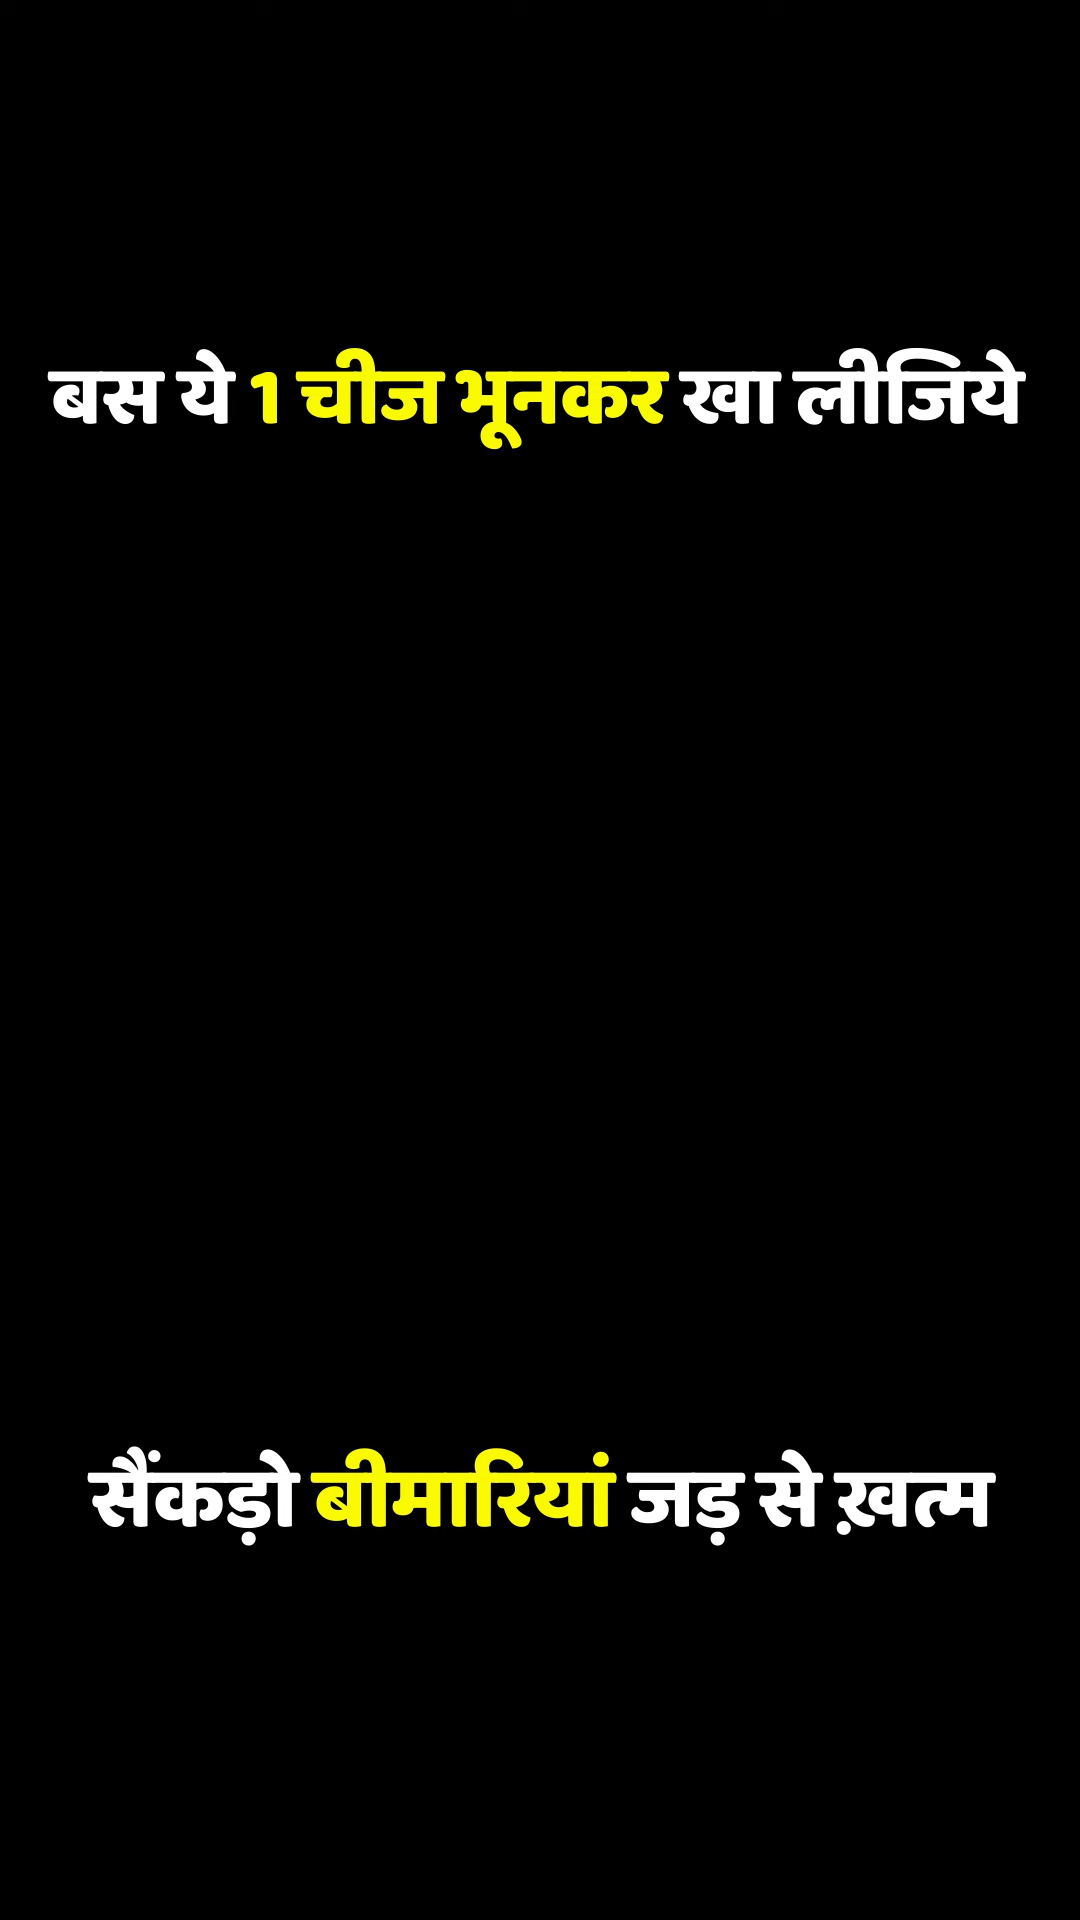 बस ये 1 चीज भूनकर खा लीजिये
सैंकड़ो बीमारियां जड़ से ख़त्म